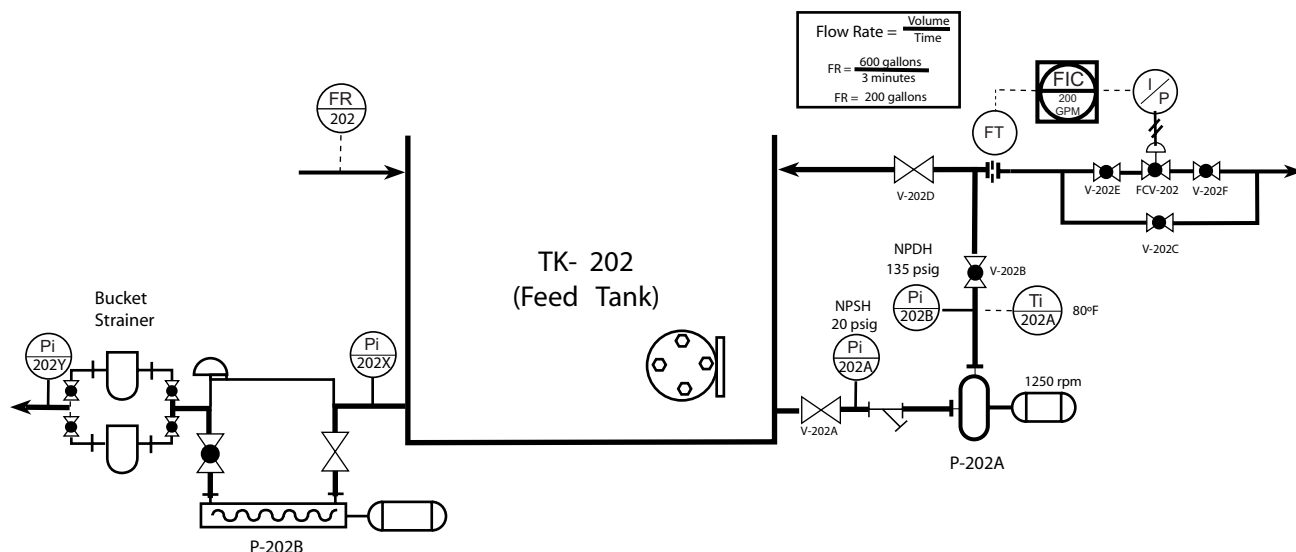 Flow Rate = Volume
Time
FR = 600 gallons
3 minutes
FR = 200 gallons
FIC
200
GPM
I/P
FR
202
FT
V-202D
V-202E
FCV-202
V-202F
V-202C
TK- 202
(Feed Tank)
NPDH
135 psig
V-202B
Pi
202B
Ti
202A
80ºF
Bucket
Strainer
NPSH
20 psig
Pi
202Y
Pi
202X
Pi
202A
1250 rpm
V-202A
P-202A
P-202B